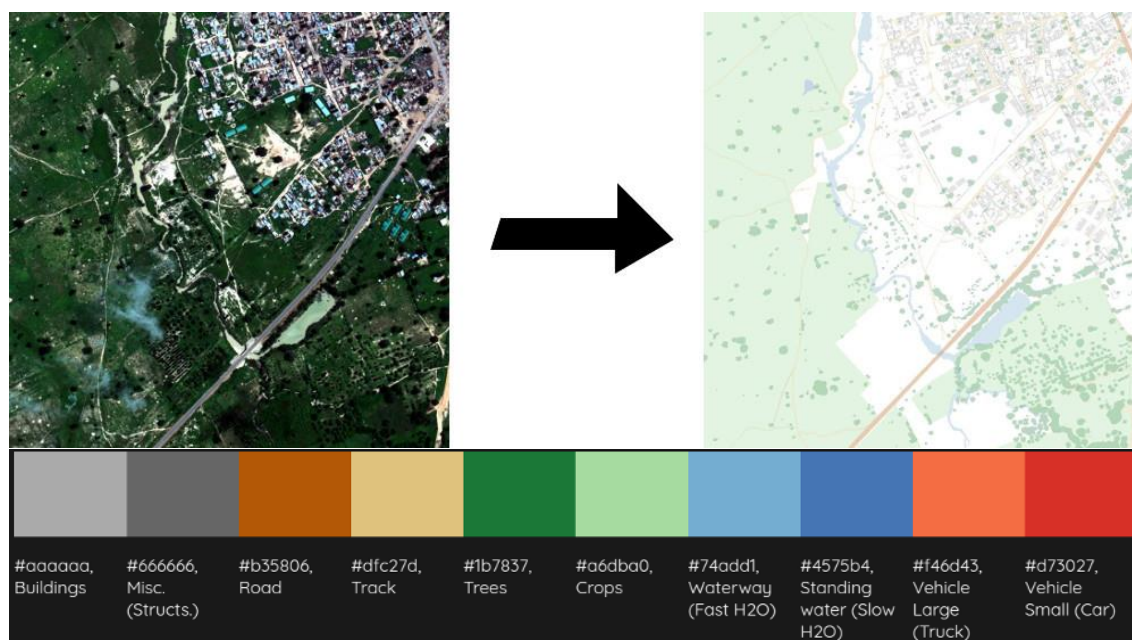 #aaaaaa, #666666, #b35806, #dfc27d, #1b7837, #a6dba0, #74add1, #4575b4, #f46d43, #d73027,
Buildings Misc. Road Track Trees Crops Waterway Standing Vehicle Vehicle
(Structs.) (Fast H2O) water (Slow Large Small (Car)
H2O) (Truck)